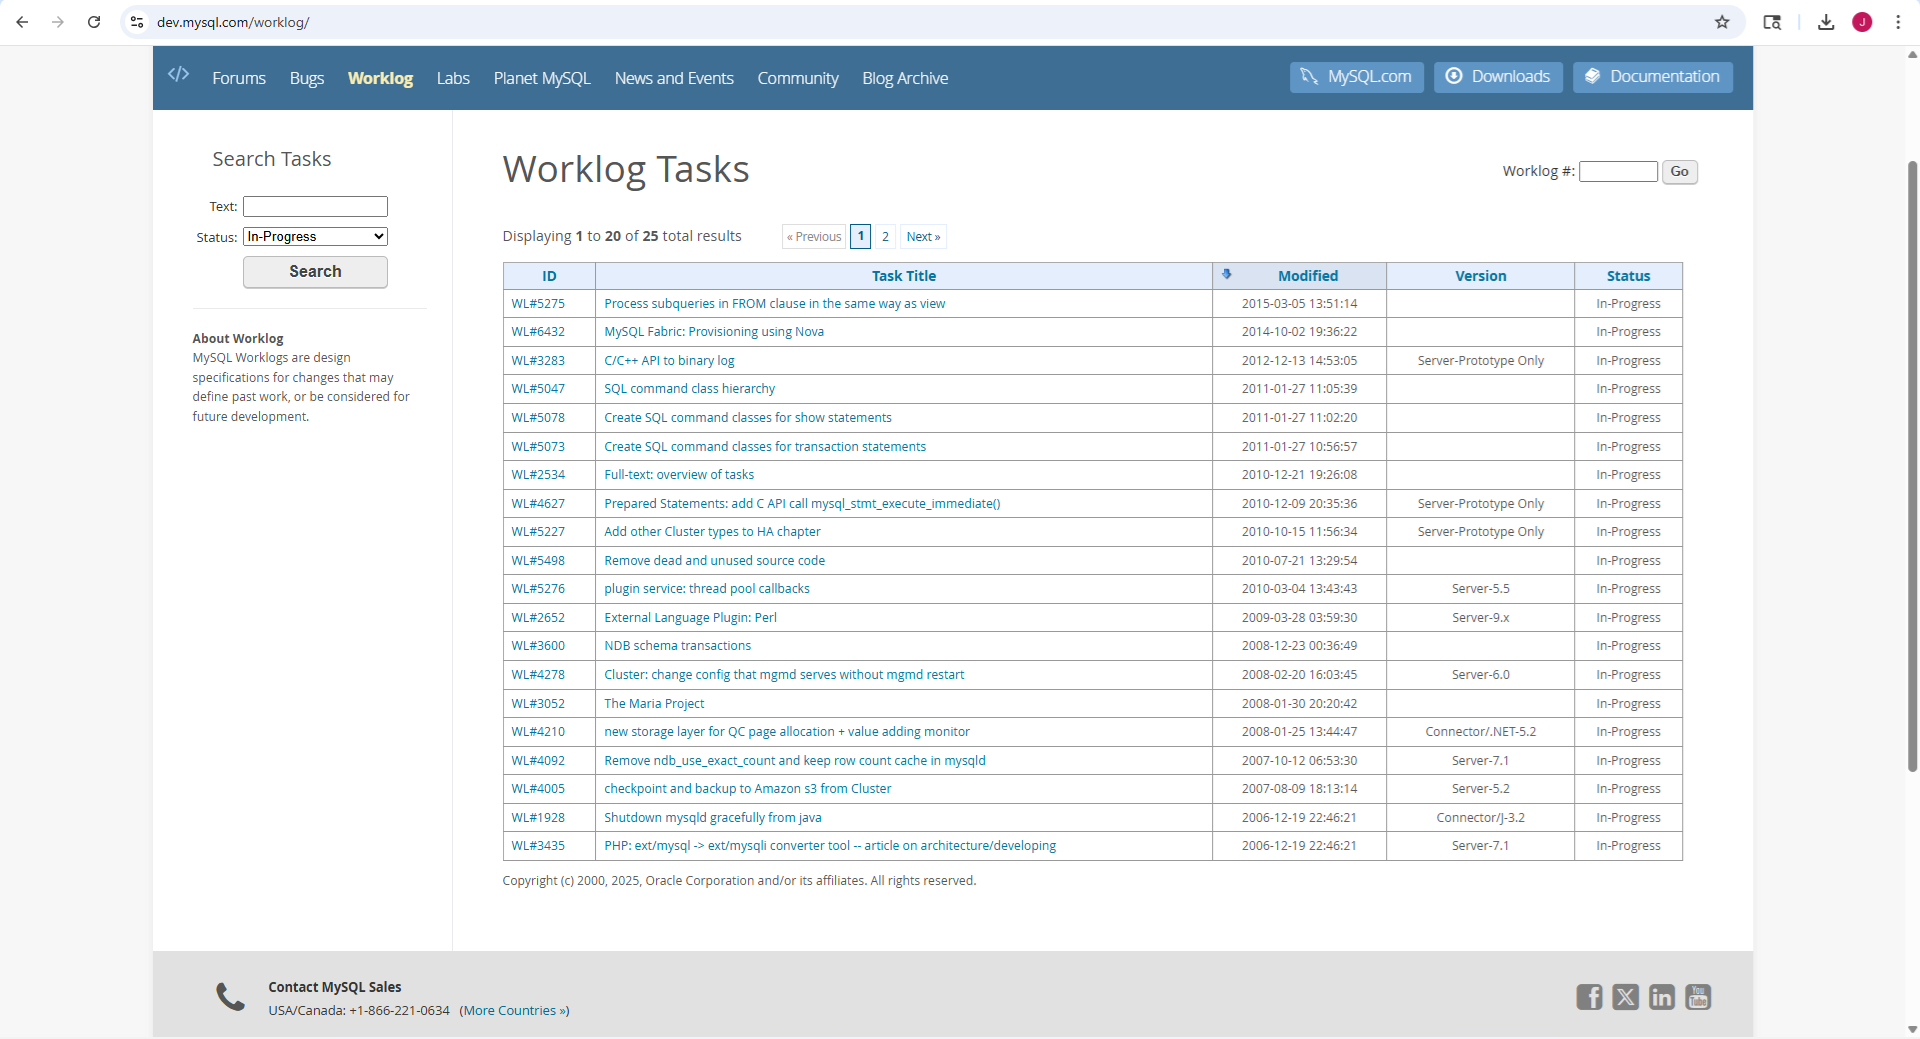 dev.mysql.com/worklog/
J
Forums Bugs Worklog Labs Planet MySQL News and Events Community Blog Archive MySQL.com Downloads Documentation
Search Tasks
Text:
Status: In-Progress
Search
About Worklog
MySQL Worklogs are design
specifications for changes that may
define past work, or be considered for
future development.
Worklog Tasks
Worklog #: Go
Displaying 1 to 20 of 25 total results « Previous 1 2 Next »
ID Task Title Modified Version Status
WL#5275 Process subqueries in FROM clause in the same way as view 2015-03-05 13:51:14 In-Progress
WL#6432 MySQL Fabric: Provisioning using Nova 2014-10-02 19:36:22 In-Progress
WL#3283 C/C++ API to binary log 2012-12-13 14:53:05 Server-Prototype Only In-Progress
WL#5047 SQL command class hierarchy 2011-01-27 11:05:39 In-Progress
WL#5078 Create SQL command classes for show statements 2011-01-27 11:02:20 In-Progress
WL#5073 Create SQL command classes for transaction statements 2011-01-27 10:56:57 In-Progress
WL#2534 Full-text: overview of tasks 2010-12-21 19:26:08 In-Progress
WL#4627 Prepared Statements: add C API call mysql_stmt_execute_immediate() 2010-12-09 20:35:36 Server-Prototype Only In-Progress
WL#5227 Add other Cluster types to HA chapter 2010-10-15 11:56:34 Server-Prototype Only In-Progress
WL#5498 Remove dead and unused source code 2010-07-21 13:29:54 In-Progress
WL#5276 plugin service: thread pool callbacks 2010-03-04 13:43:43 Server-5.5 In-Progress
WL#2652 External Language Plugin: Perl 2009-03-28 03:59:30 Server-9.x In-Progress
WL#3600 NDB schema transactions 2008-12-23 00:36:49 In-Progress
WL#4278 Cluster: change config that mgmd serves without mgmd restart 2008-02-20 16:03:45 Server-6.0 In-Progress
WL#3052 The Maria Project 2008-01-30 20:20:42 In-Progress
WL#4210 new storage layer for QC page allocation + value adding monitor 2008-01-25 13:44:47 Connector/.NET-5.2 In-Progress
WL#4092 Remove ndb_use_exact_count and keep row count cache in mysqld 2007-10-12 06:53:30 Server-7.1 In-Progress
WL#4005 checkpoint and backup to Amazon s3 from Cluster 2007-08-09 18:13:14 Server-5.2 In-Progress
WL#1928 Shutdown mysqld gracefully from java 2006-12-19 22:46:21 Connector/J-3.2 In-Progress
WL#3435 PHP: ext/mysql -> ext/mysqli converter tool -- article on architecture/developing 2006-12-19 22:46:21 Server-7.1 In-Progress
Copyright (c) 2000, 2025, Oracle Corporation and/or its affiliates. All rights reserved.
Contact MySQL Sales
USA/Canada: +1-866-221-0634 (More Countries »)